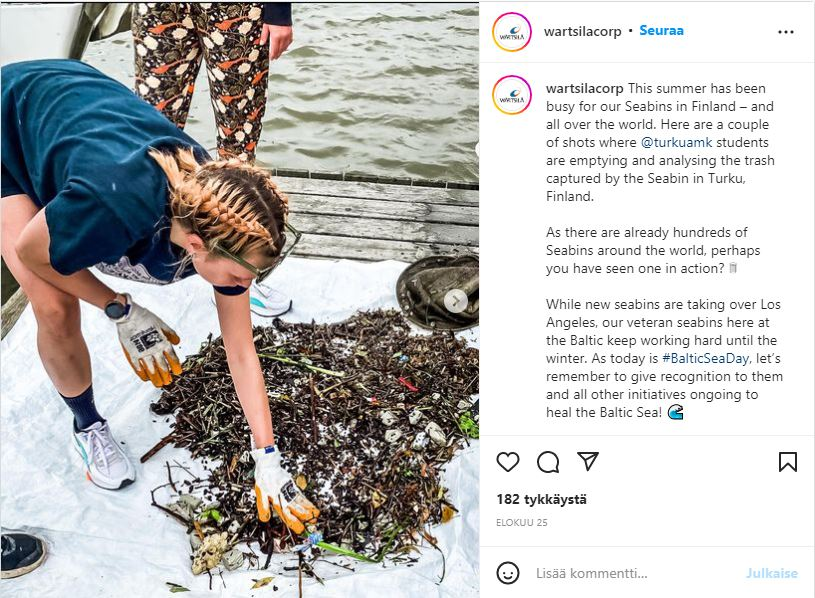 wartsilacorp • Seuraa
WÄRTSILÄ
WÄRTSILÄ
wartsilacorp This summer has been
busy for our Seabins in Finland – and
all over the world. Here are a couple
of shots where @turkuamk students
are emptying and analysing the trash
captured by the Seabin in Turku,
Finland.
As there are already hundreds of
Seabins around the world, perhaps
you have seen one in action?
While new seabins are taking over Los
Angeles, our veteran seabins here at
the Baltic keep working hard until the
winter. As today is #BalticSeaDay, let's
remember to give recognition to them
and all other initiatives ongoing to
heal the Baltic Sea!
182 tykkäystä
ELOKUU 25
Lisää kommentti...
Julkaise